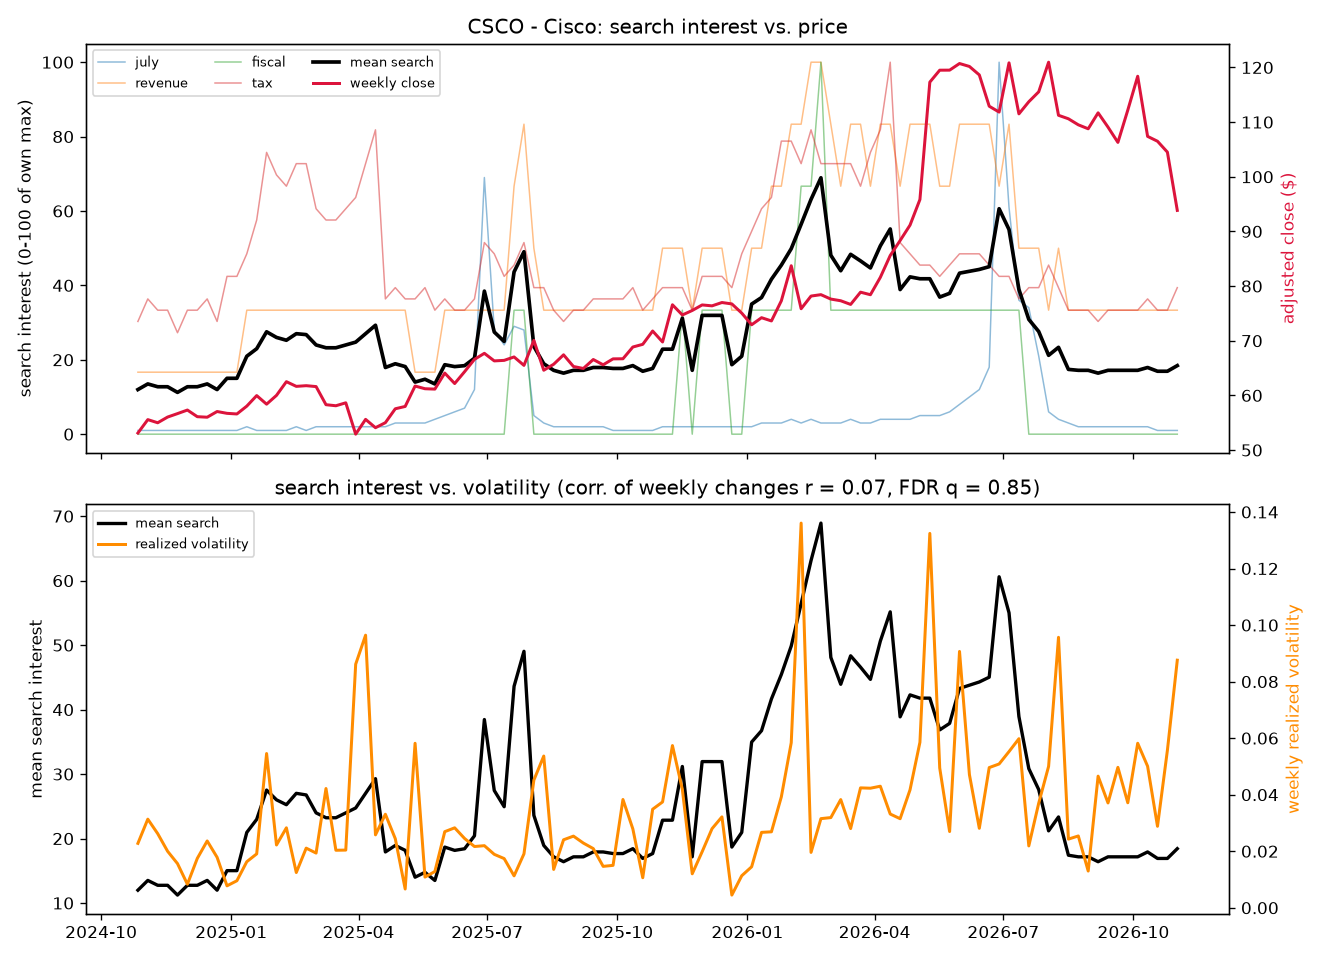 CSCO - Cisco: search interest vs. price
july
revenue
fiscal
tax
mean search
weekly close
search interest (0-100 of own max)
100
80
60
40
20
0
120
110
100
90
80
70
60
50
adjusted close ($)
search interest vs. volatility (corr. of weekly changes r = 0.07, FDR q = 0.85)
mean search
realized volatility
mean search interest
70
60
50
40
30
20
10
0.14
0.12
0.10
0.08
0.06
0.04
0.02
0.00
weekly realized volatility
2024-10
2025-01
2025-04
2025-07
2025-10
2026-01
2026-04
2026-07
2026-10